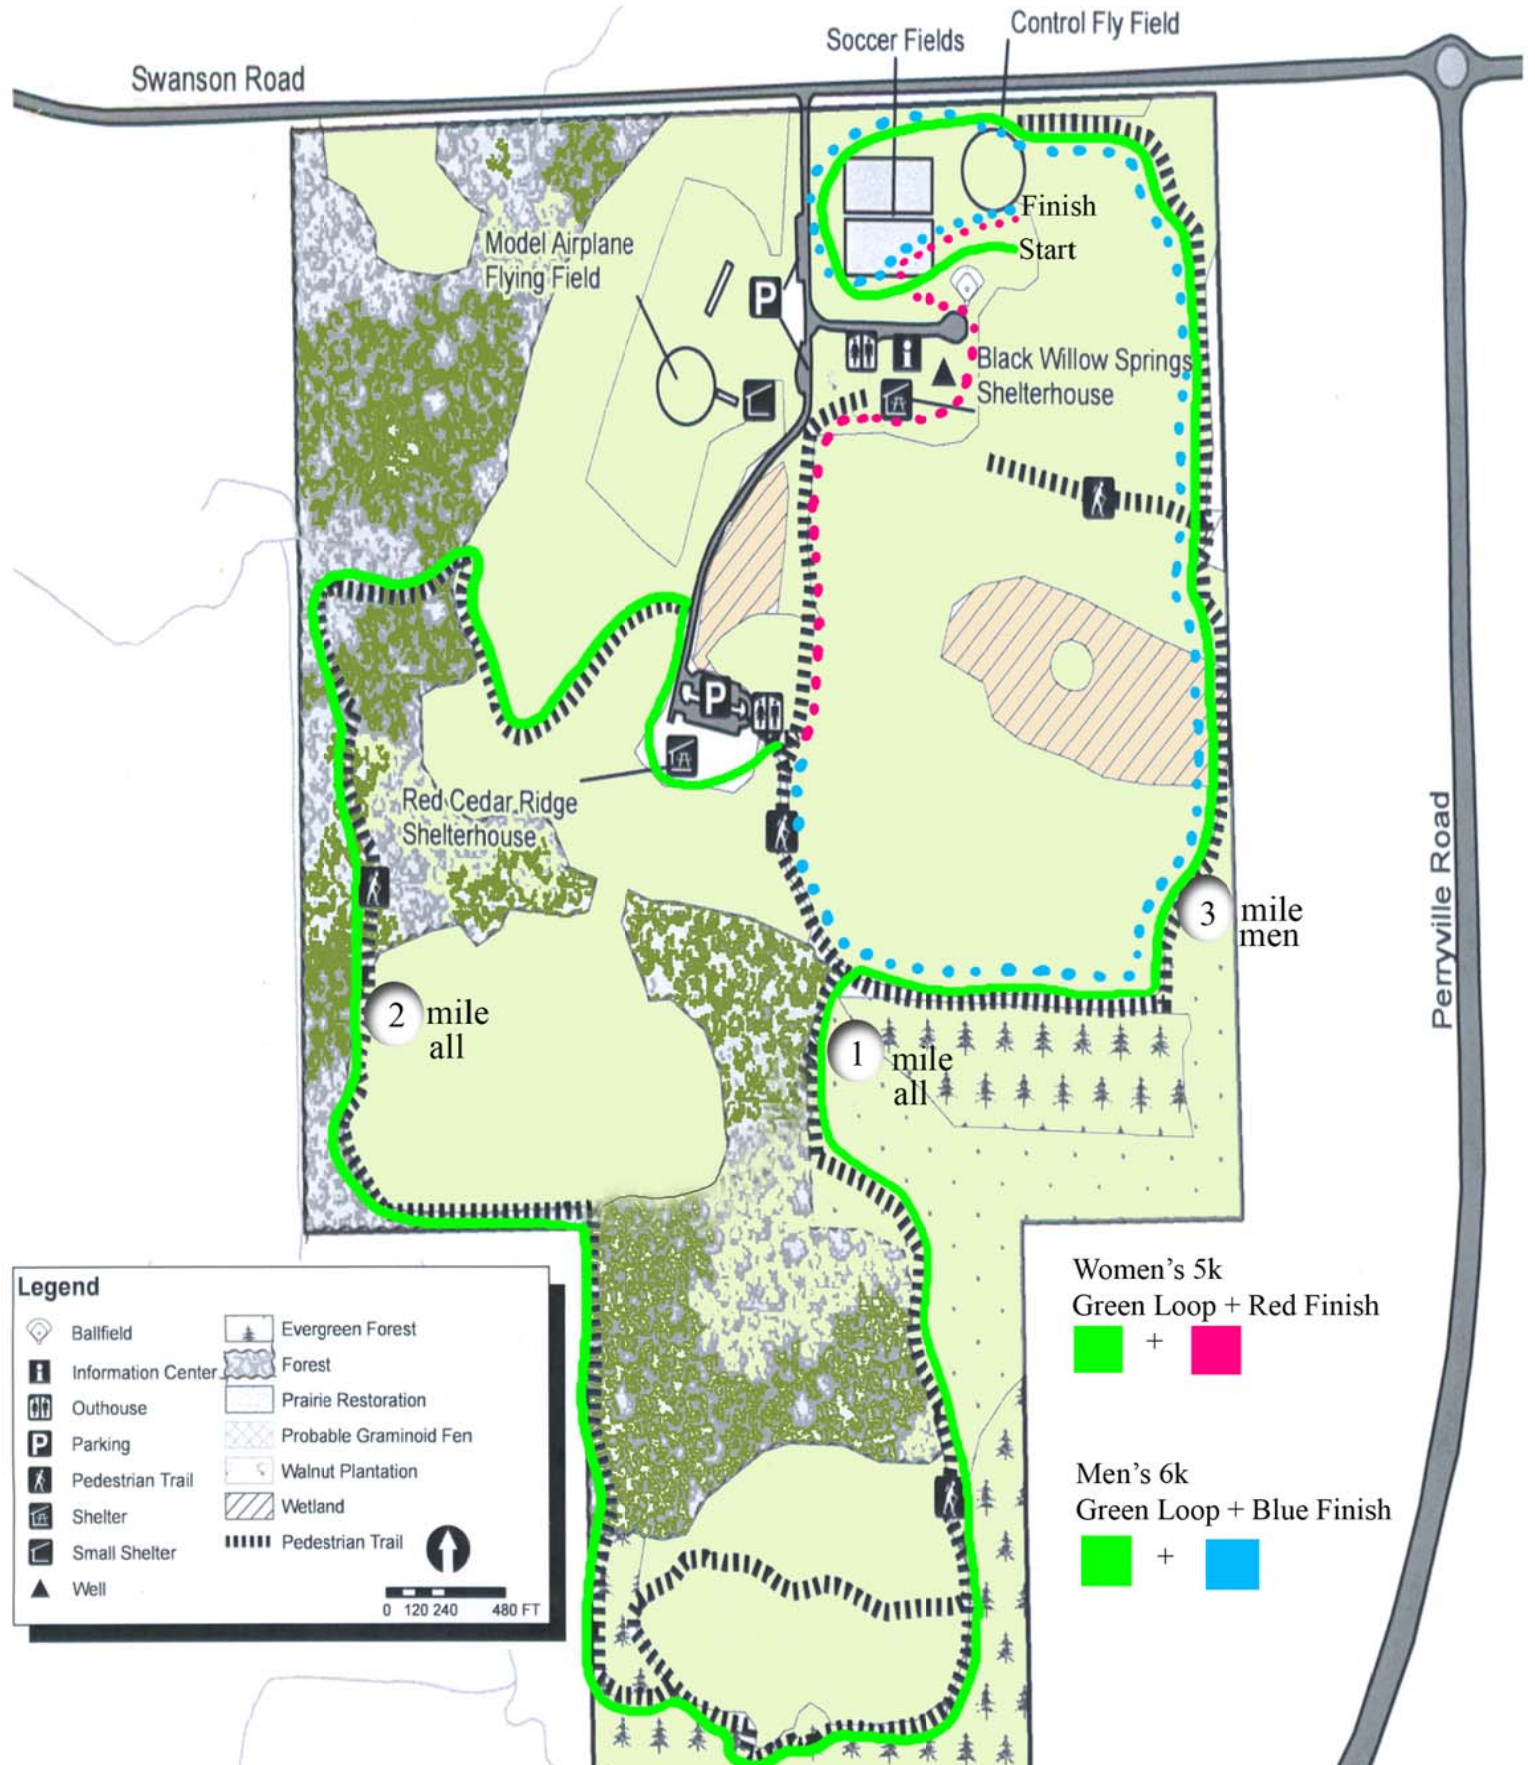 Soccer Fields
Control Fly Field
Swanson Road
Finish
Start
Model Airplane
Flying Field
P
i
Black Willow Springs
Shelterhouse
P
Red Cedar Ridge
Shelterhouse
Perryville Road
3 mile
men
2 mile
all
1 mile
all
Legend
Ballfield
i Information Center
Outhouse
P Parking
Pedestrian Trail
Shelter
Small Shelter
Well
Evergreen Forest
Forest
Prairie Restoration
Probable Graminoid Fen
Walnut Plantation
Wetland
Pedestrian Trail
0 120 240 480 FT
Women's 5k
Green Loop + Red Finish
+
Men's 6k
Green Loop + Blue Finish
+